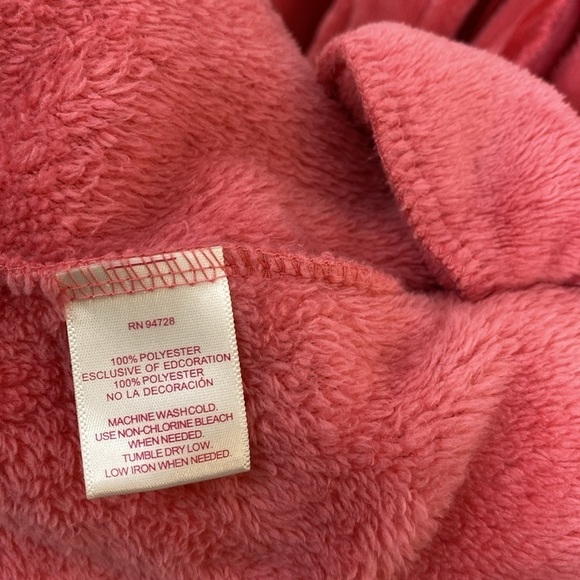 RN 94728
100% POLYESTER
EXCLUSIVE OF EDCORATION
100% POLYESTER
NO LA DECORACIÓN
MACHINE WASH COLD.
USE NON-CHLORINE BLEACH
WHEN NEEDED.
TUMBLE DRY LOW.
LOW IRON WHEN NEEDED.